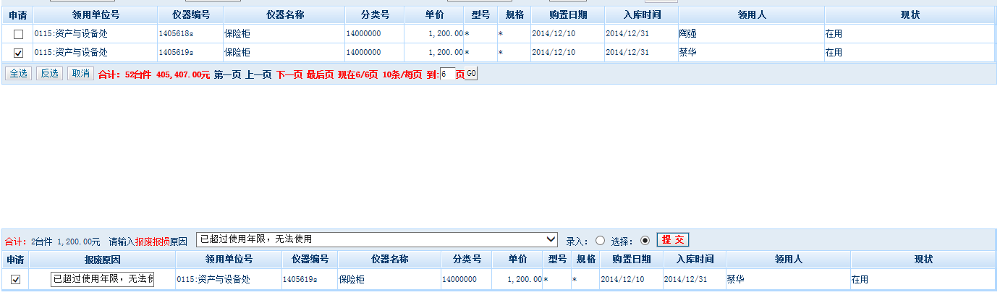 申请 领用单位号 仪器编号 仪器名称 分类号 单价 型号 规格 购置日期 入库时间 领用人 现状
0115:资产与设备处 1405618s 保险柜 14000000 1,200.00 * * 2014/12/10 2014/12/31 陶强 在用
0115:资产与设备处 1405619s 保险柜 14000000 1,200.00 * * 2014/12/10 2014/12/31 蔡华 在用
全选 反选 取消 合计：52台件 405,407.00元 第一页 上一页 下一页 最后页 现在6/6页 10条/每页 到:6页GO
合计：2台件 1,200.00元 请输入报废报损原因 已超过使用年限，无法使用 录入： 选择： 提 交
申请 报废原因 领用单位号 仪器编号 仪器名称 分类号 单价 型号 规格 购置日期 入库时间 领用人 现状
已超过使用年限，无法 0115:资产与设备处 1405619s 保险柜 14000000 1,200.00 * * 2014/12/10 2014/12/31 蔡华 在用